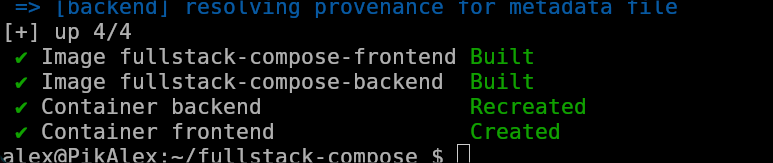 => [backend] resolving provenance for metadata file
[+] up 4/4
✔ Image fullstack-compose-frontend Built
✔ Image fullstack-compose-backend Built
✔ Container backend Recreated
✔ Container frontend Created
alex@PikAlex:~/fullstack-compose $